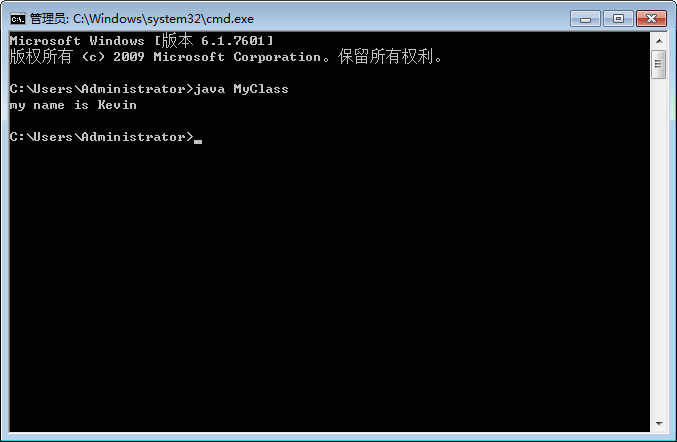 管理员: C:\Windows\system32\cmd.exe
Microsoft Windows [版本 6.1.7601]
版权所有 (c) 2009 Microsoft Corporation。保留所有权利。
C:\Users\Administrator>java MyClass
my name is Kevin
C:\Users\Administrator>